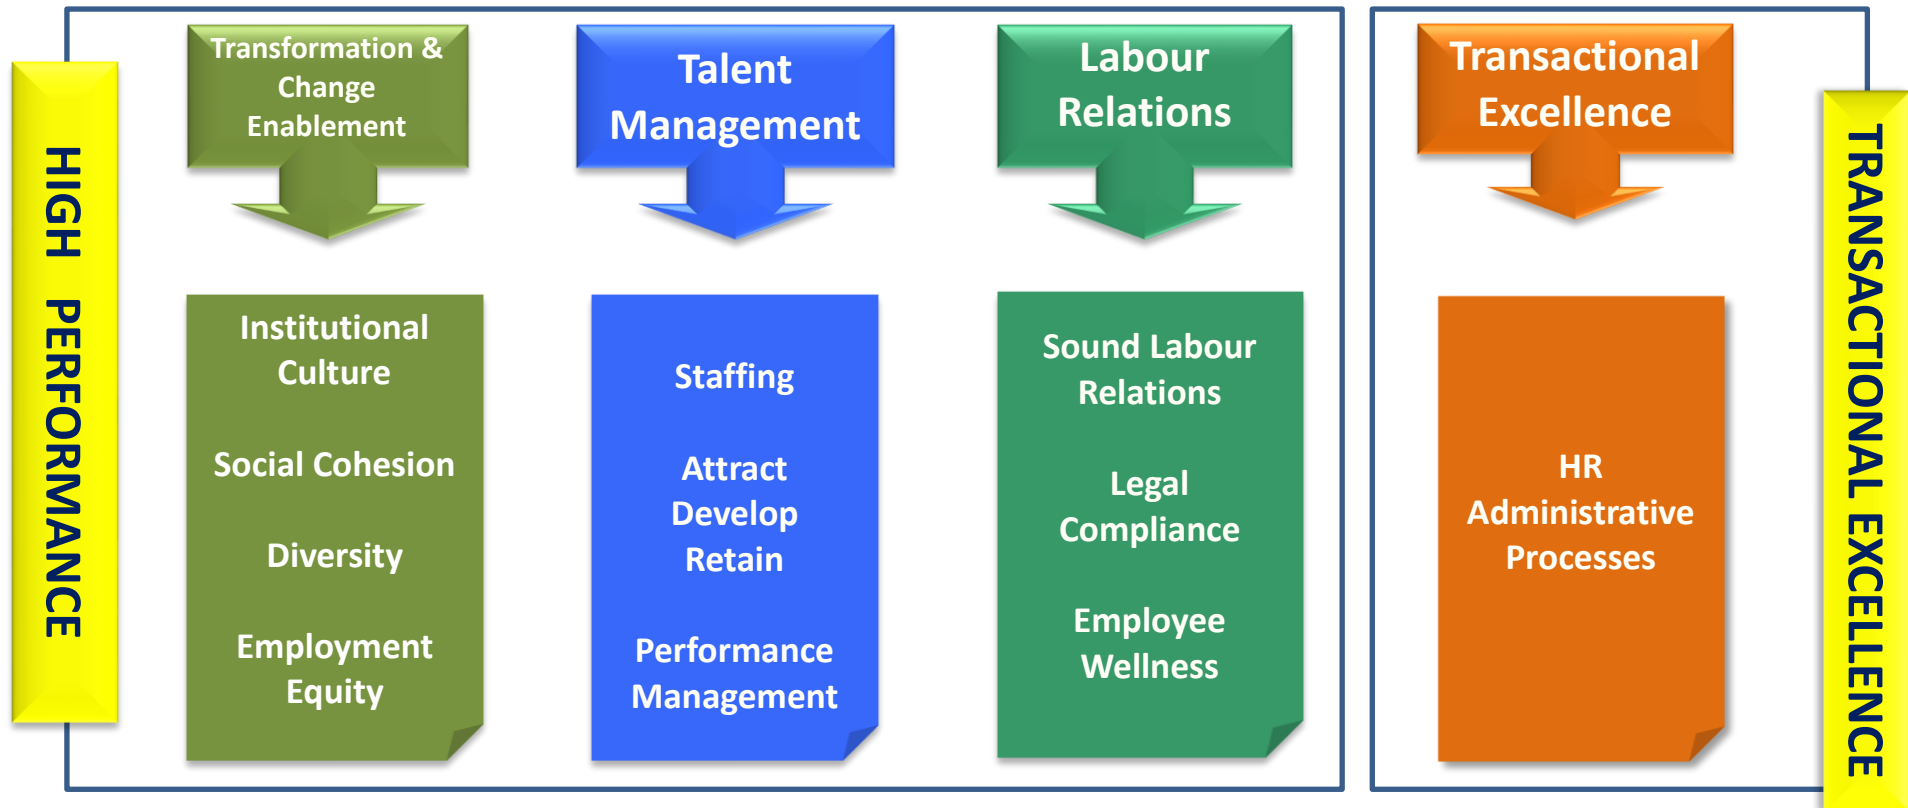 HIGH PERFORMANCE
Transformation &
Change
Enablement
Institutional
Culture
Social Cohesion
Diversity
Employment
Equity
Talent
Management
Staffing
Attract
Develop
Retain
Performance
Management
Labour
Relations
Sound Labour
Relations
Legal
Compliance
Employee
Wellness
Transactional
Excellence
HR
Administrative
Processes
TRANSACTIONAL EXCELLENCE